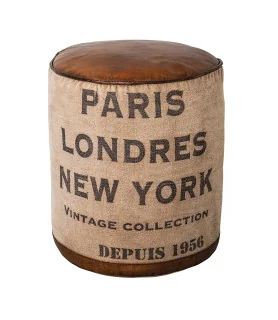 PARIS
LONDRES
NEW YORK
VINTAGE COLLECTION
DEPUIS 1956